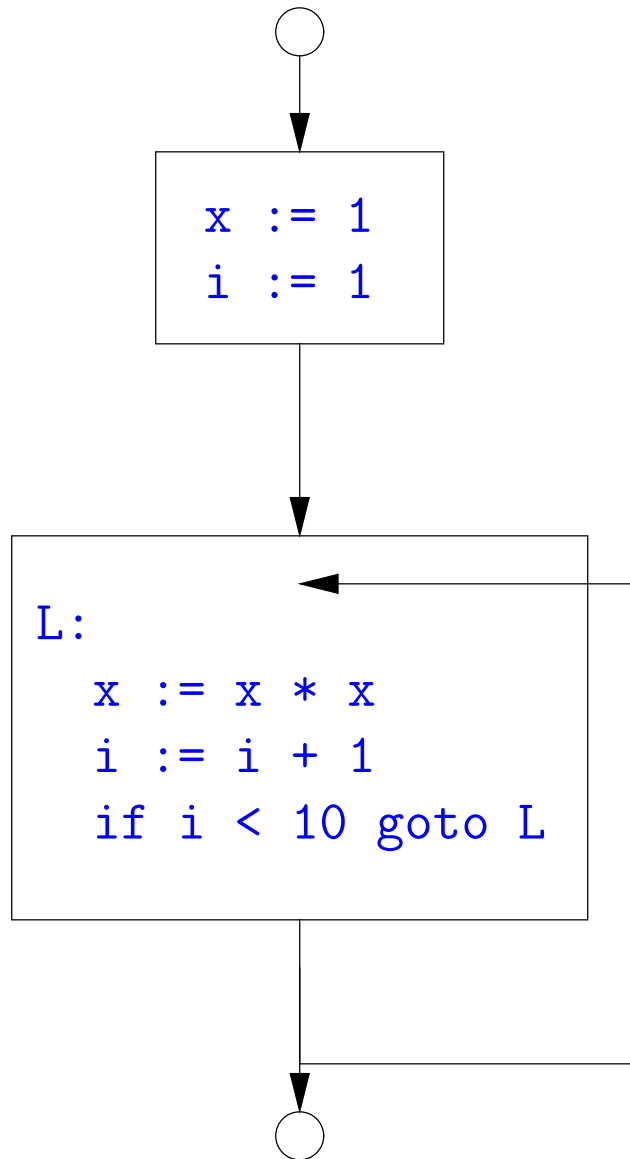 x := 1
i := 1
L:
x := x * x
i := i + 1
if i < 10 goto L